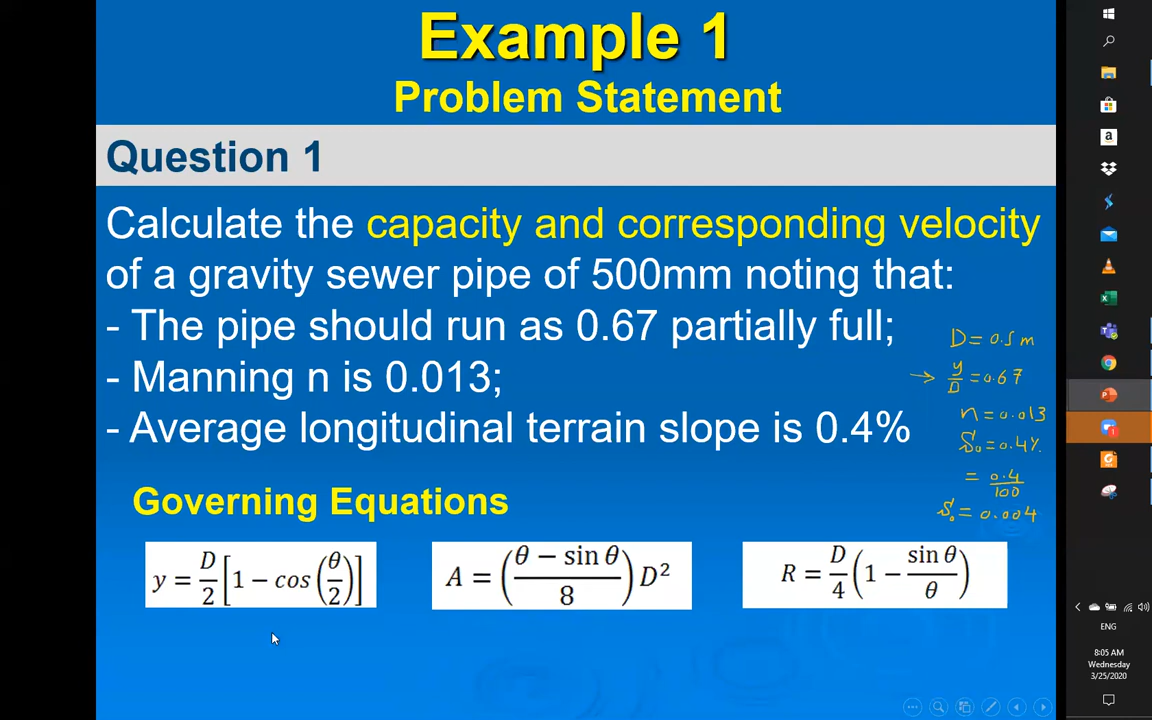 Example 1
Problem Statement
Question 1
Calculate the capacity and corresponding velocity
of a gravity sewer pipe of 500mm noting that:
- The pipe should run as 0.67 partially full;
- Manning n is 0.013;
- Average longitudinal terrain slope is 0.4%
D = 0.5 m
→ y/D = 0.67
n = 0.013
S₀ = 0.4%
= 0.4/100
S₀ = 0.004
Governing Equations
y = D/2 [1 − cos(θ/2)]
A = ((θ − sin θ)/8) D²
R = D/4 (1 − sin θ/θ)
a
ENG
8:05 AM
Wednesday
3/25/2020